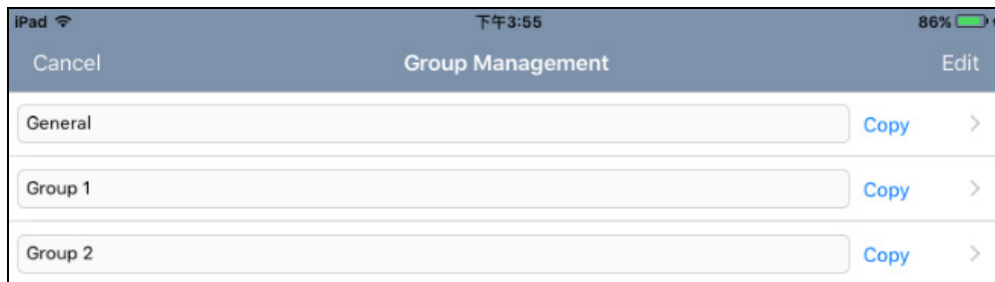 iPad 下午3:55 86%
Cancel Group Management Edit
General Copy
Group 1 Copy
Group 2 Copy